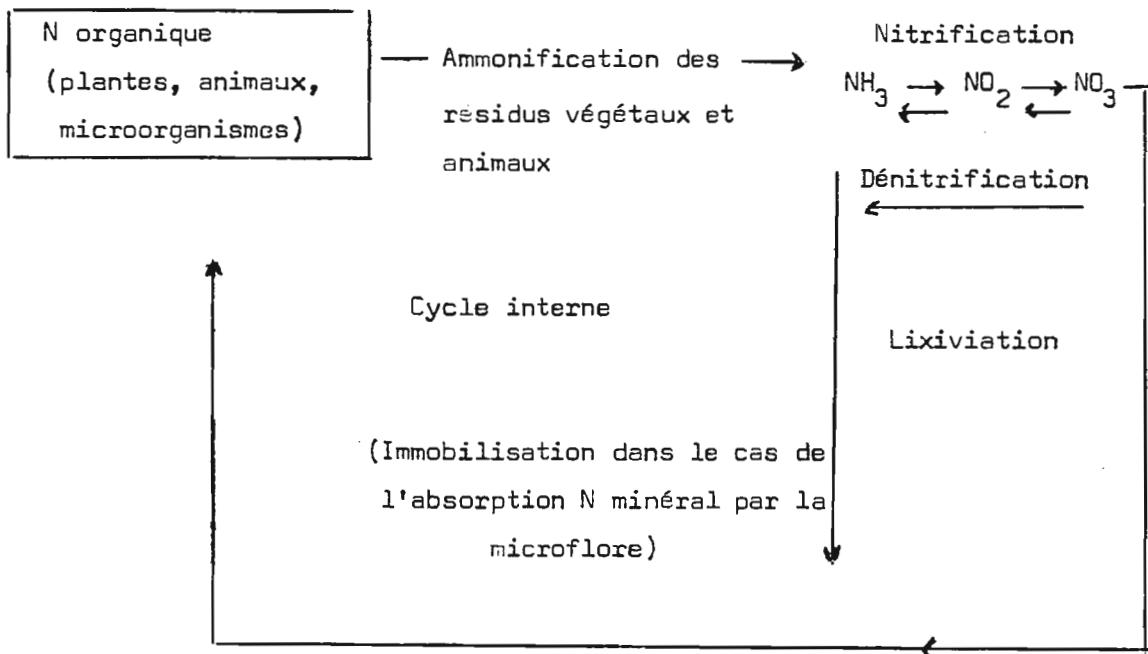 N organique
(plantes, animaux,
microorganismes)
Ammonification des
résidus végétaux et
animaux
Nitrification
NH3 → NO2 → NO3
← ←
Dénitrification
Cycle interne
Lixiviation
(Immobilisation dans le cas de
l'absorption N minéral par la
microflore)